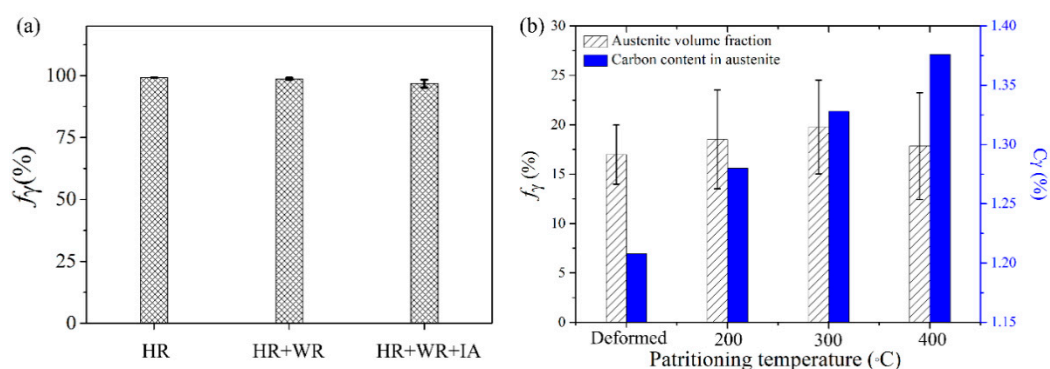 (a)
100
75
50
25
0
fγ(%)
HR
HR+WR
HR+WR+IA
(b)
30
25
20
15
10
5
0
fγ (%)
Austenite volume fraction
Carbon content in austenite
1.40
1.35
1.30
1.25
1.20
1.15
Cγ (%)
Deformed
200
300
400
Patritioning temperature (◦C)